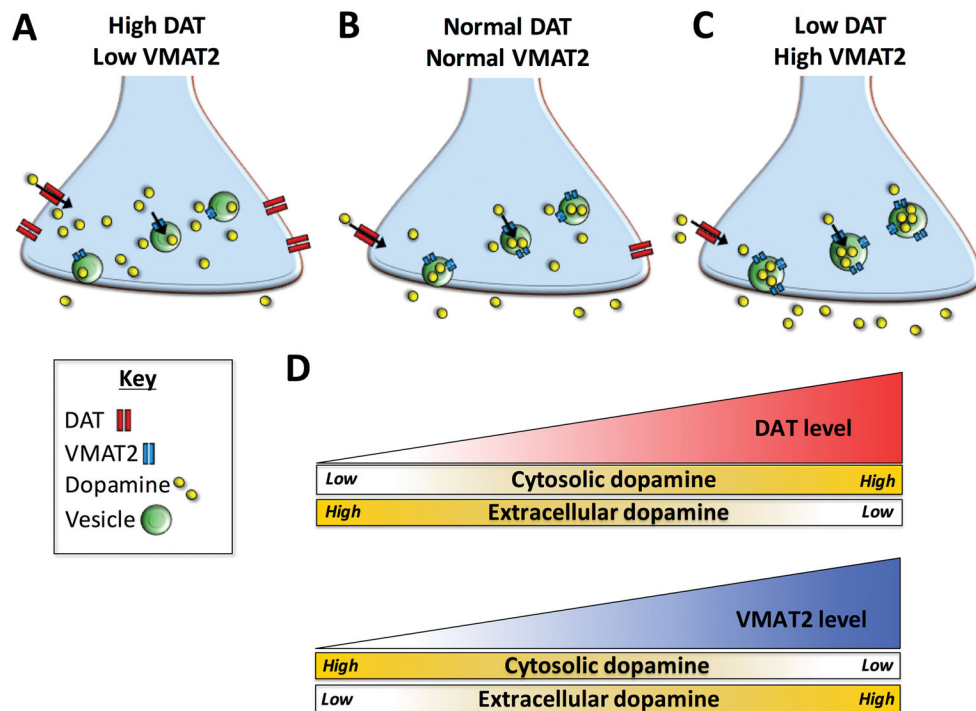 A
High DAT
Low VMAT2
B
Normal DAT
Normal VMAT2
C
Low DAT
High VMAT2
Key
DAT
VMAT2
Dopamine
Vesicle
D
DAT level
Low Cytosolic dopamine High
High Extracellular dopamine Low
VMAT2 level
High Cytosolic dopamine Low
Low Extracellular dopamine High